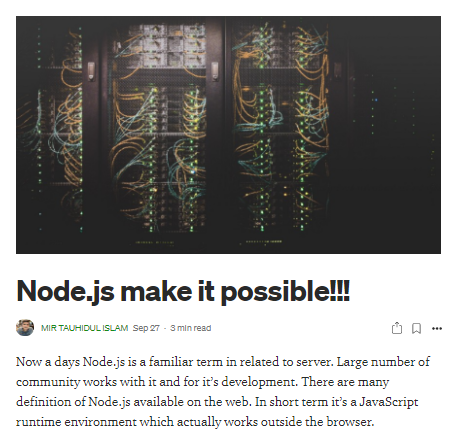 Node.js make it possible!!!
MIR TAUHIDUL ISLAM Sep 27 · 3 min read
Now a days Node.js is a familiar term in related to server. Large number of
community works with it and for it’s development. There are many
definition of Node.js available on the web. In short term it’s a JavaScript
runtime environment which actually works outside the browser.